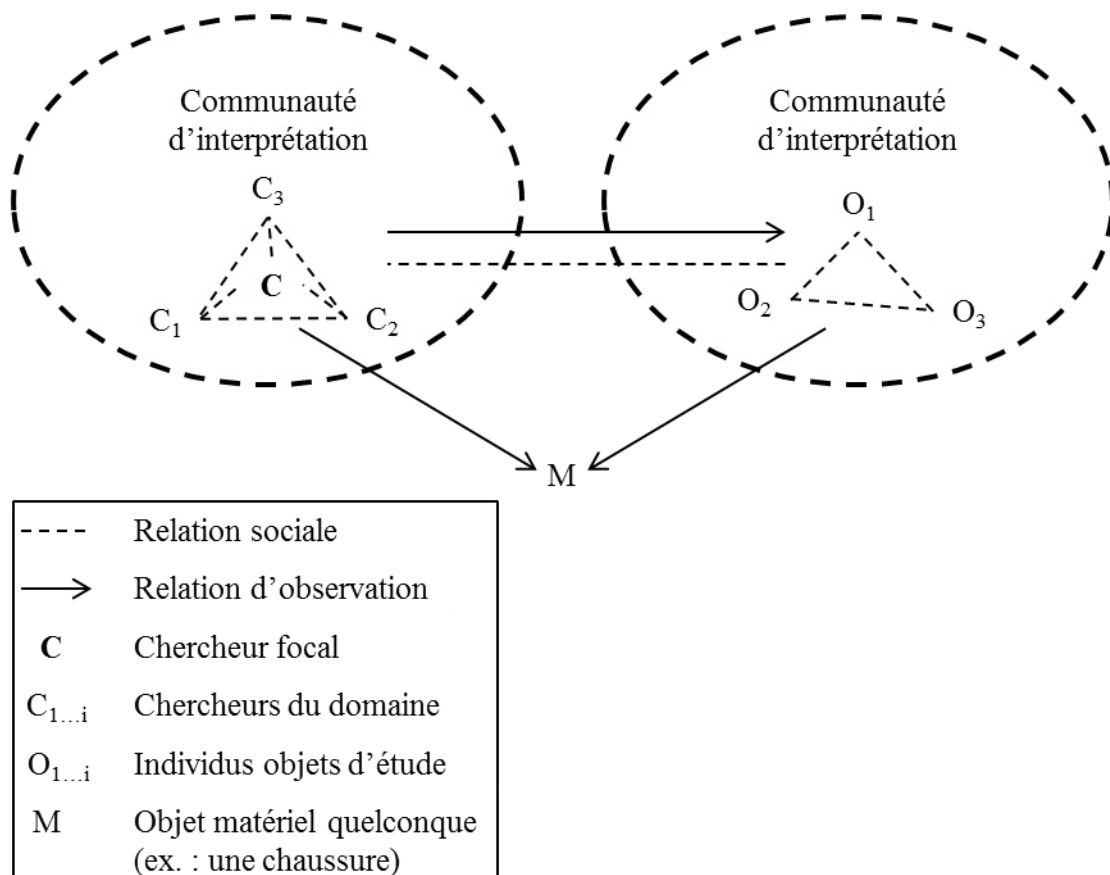 Communauté
d’interprétation
C₃
C
C₁
C₂
Communauté
d’interprétation
O₁
O₂
O₃
M
Relation sociale
Relation d’observation
C Chercheur focal
C₁…ᵢ Chercheurs du domaine
O₁…ᵢ Individus objets d’étude
M Objet matériel quelconque
(ex. : une chaussure)